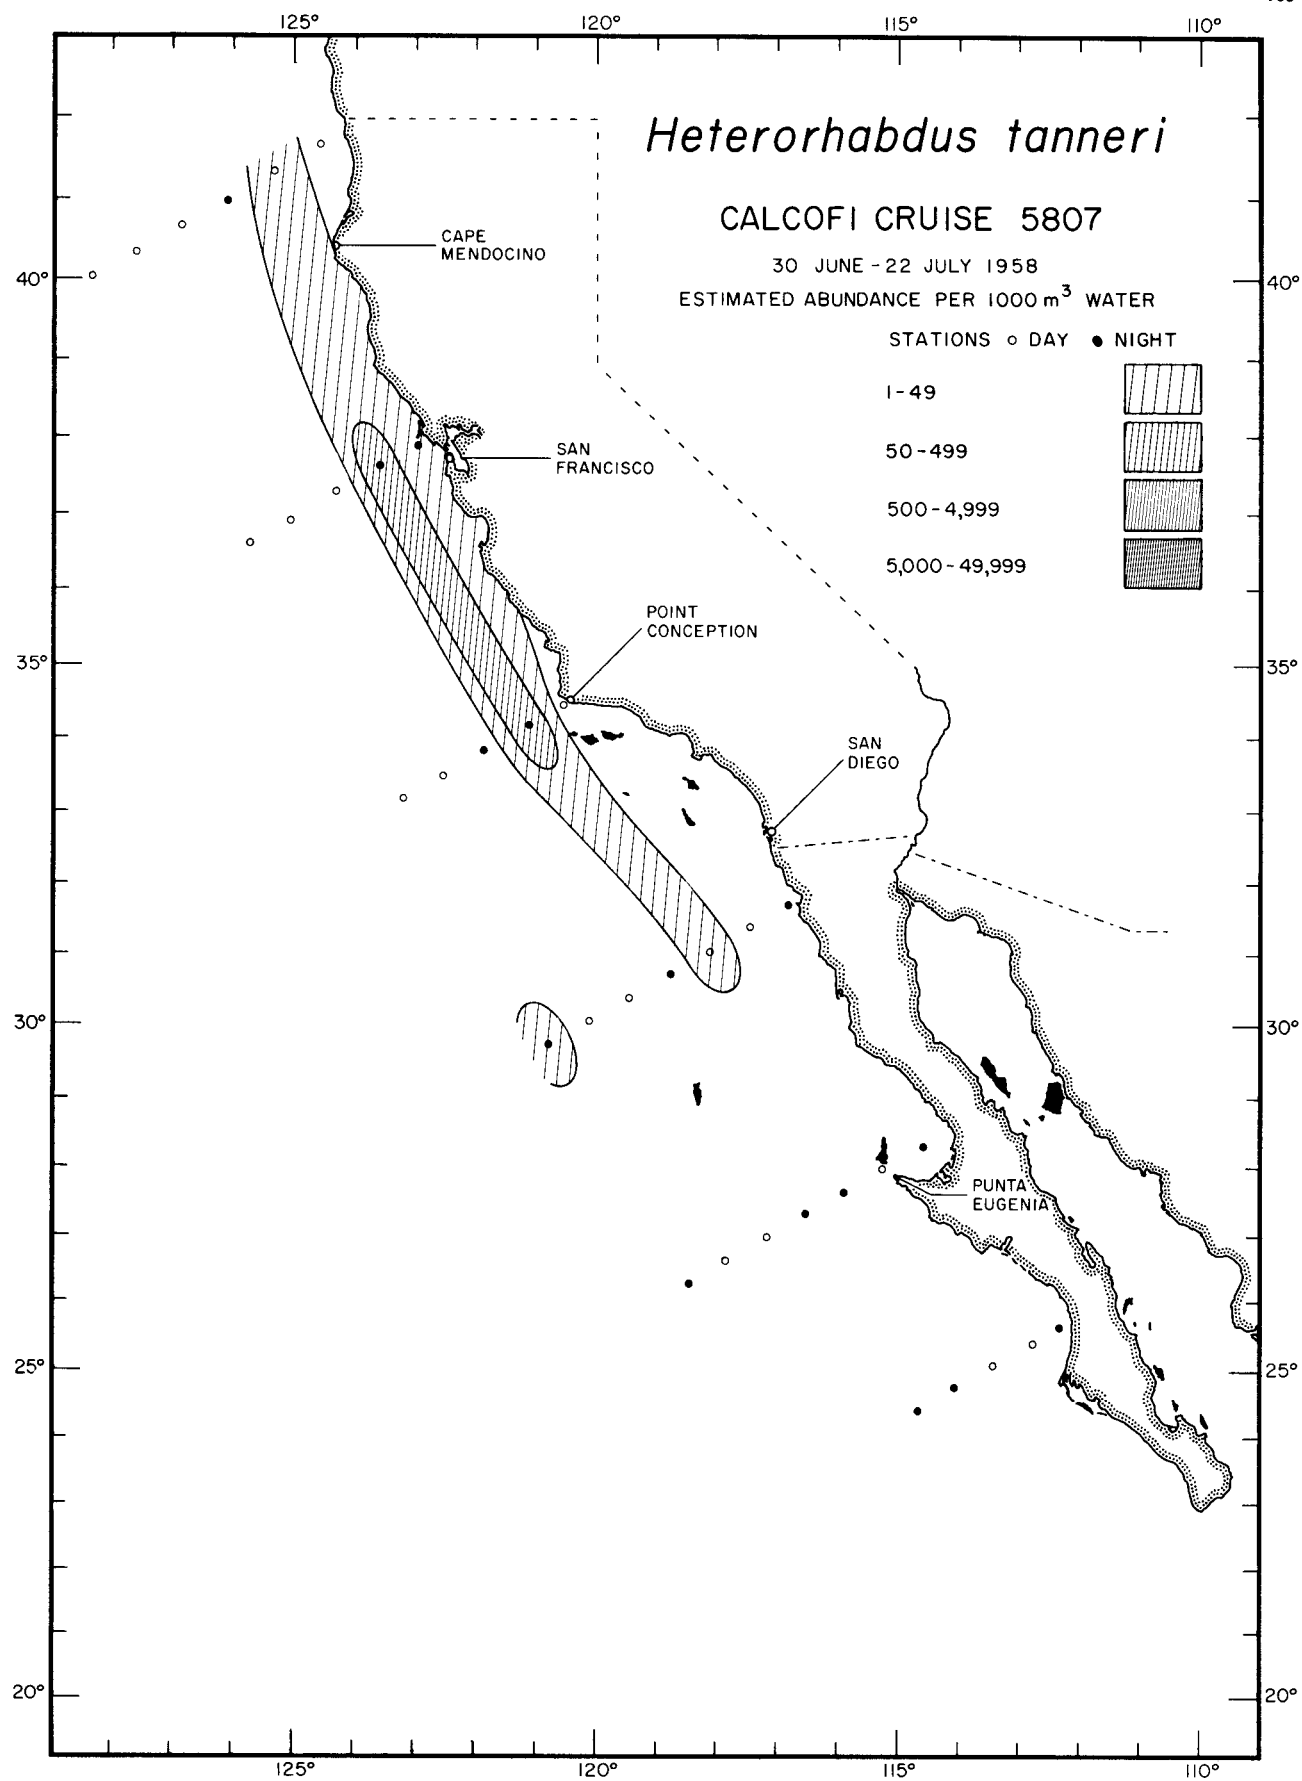 125° 120° 115° 110°
Heterorhabdus tanneri
CALCOFI CRUISE 5807
30 JUNE - 22 JULY 1958
ESTIMATED ABUNDANCE PER 1000 m³ WATER
STATIONS ○ DAY ● NIGHT
1-49
50-499
500-4,999
5,000-49,999
CAPE
MENDOCINO
40° 40°
SAN
FRANCISCO
POINT
CONCEPTION
35° 35°
SAN
DIEGO
30° 30°
PUNTA
EUGENIA
25° 25°
20° 20°
125° 120° 115° 110°